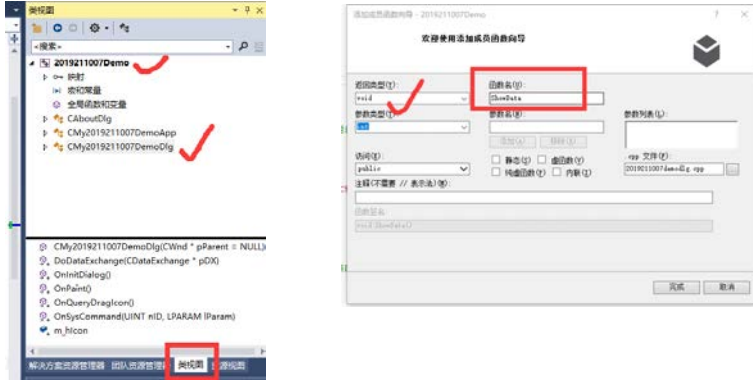 类视图
<搜索>
2019211007Demo
映射
宏和常量
全局函数和变量
CAboutDlg
CMy2019211007DemoApp
CMy2019211007DemoDlg
CMy2019211007DemoDlg(CWnd * pParent = NULL)
DoDataExchange(CDataExchange * pDX)
OnInitDialog()
OnPaint()
OnQueryDragIcon()
OnSysCommand(UINT nID, LPARAM lParam)
m_hIcon
解决方案资源管理器 团队资源管理 类视图 资源视图
添加成员函数向导 - 2019211007Demo
欢迎使用添加成员函数向导
返回类型(Y): 函数名(U):
void ShowData
参数类型(T): 参数名(N): 参数列表(L):
int
添加(A) 移除(R)
访问(C): 静态(S) 虚函数(V) .cpp 文件(F):
public 纯虚函数(P) 内联(I) 2019211007demodlg.cpp
注释(不需要 // 表示法)(M):
函数签名:
void ShowData()
完成 取消